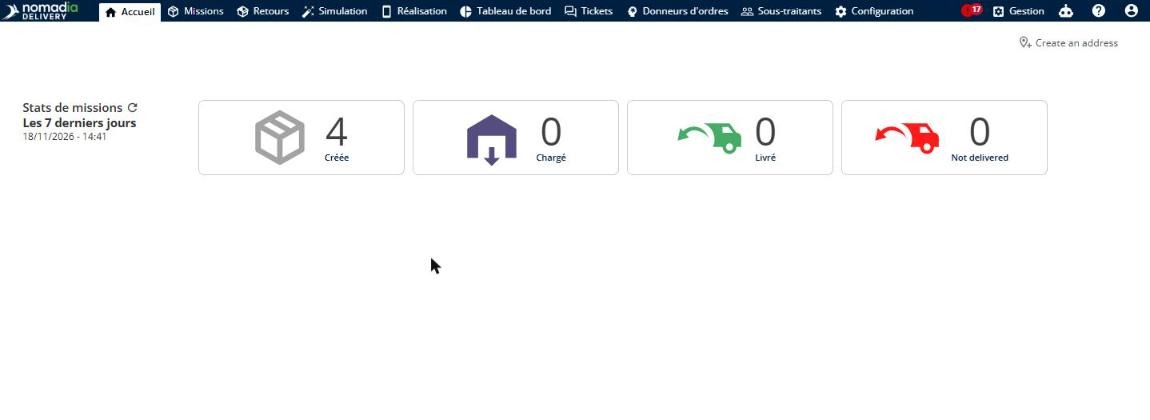 nomadia
DELIVERY
Accueil Missions Retours Simulation Réalisation Tableau de bord Tickets Donneurs d'ordres Sous-traitants Configuration 17 Gestion
Create an address
Stats de missions
Les 7 derniers jours
18/11/2026 - 14:41
4
Créée
0
Chargé
0
Livré
0
Not delivered